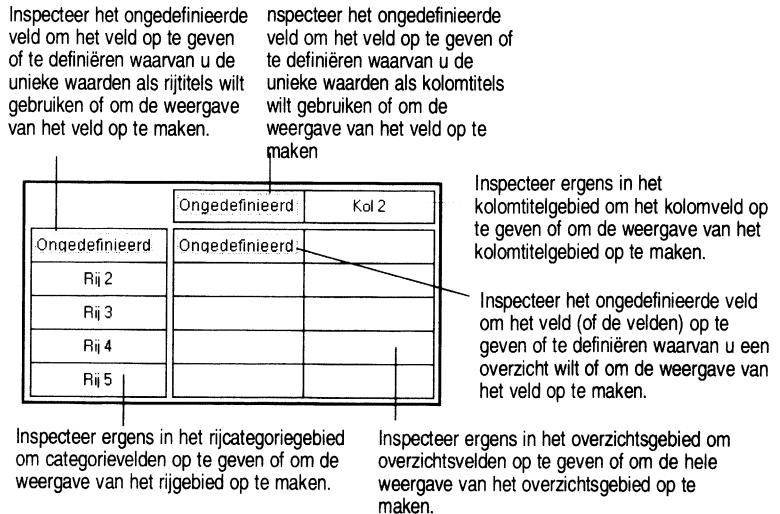 Inspecteer het ongedefinieerde
veld om het veld op te geven
of te definiëren waarvan u de
unieke waarden als rijtitels wilt
gebruiken of om de weergave
van het veld op te maken.
nspecteer het ongedefinieerde
veld om het veld op te geven of
te definiëren waarvan u de
unieke waarden als kolomtitels
wilt gebruiken of om de
weergave van het veld op te
maken
Ongedefinieerd
Kol 2
Inspecteer ergens in het
kolomtitelgebied om het kolomveld op
te geven of om de weergave van het
kolomtitelgebied op te maken.
Ongedefinieerd
Ongedefinieerd
Rij 2
Rij 3
Rij 4
Rij 5
Inspecteer het ongedefinieerde veld
om het veld (of de velden) op te
geven of te definiëren waarvan u een
overzicht wilt of om de weergave van
het veld op te maken.
Inspecteer ergens in het rijcategoriegebied
om categorievelden op te geven of om de
weergave van het rijgebied op te maken.
Inspecteer ergens in het overzichtsgebied om
overzichtsvelden op te geven of om de hele
weergave van het overzichtsgebied op te
maken.